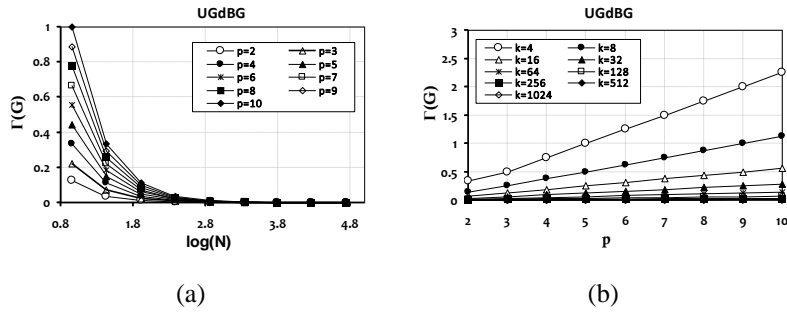 UGdBG
Γ(G)
1
0.8
0.6
0.4
0.2
0
p=2 p=3
p=4 p=5
p=6 p=7
p=8 p=9
p=10
0.8 1.8 2.8 3.8 4.8
log(N)
(a)
UGdBG
Γ(G)
3
2.5
2
1.5
1
0.5
0
k=4 k=8
k=16 k=32
k=64 k=128
k=256 k=512
k=1024
2 3 4 5 6 7 8 9 10
p
(b)